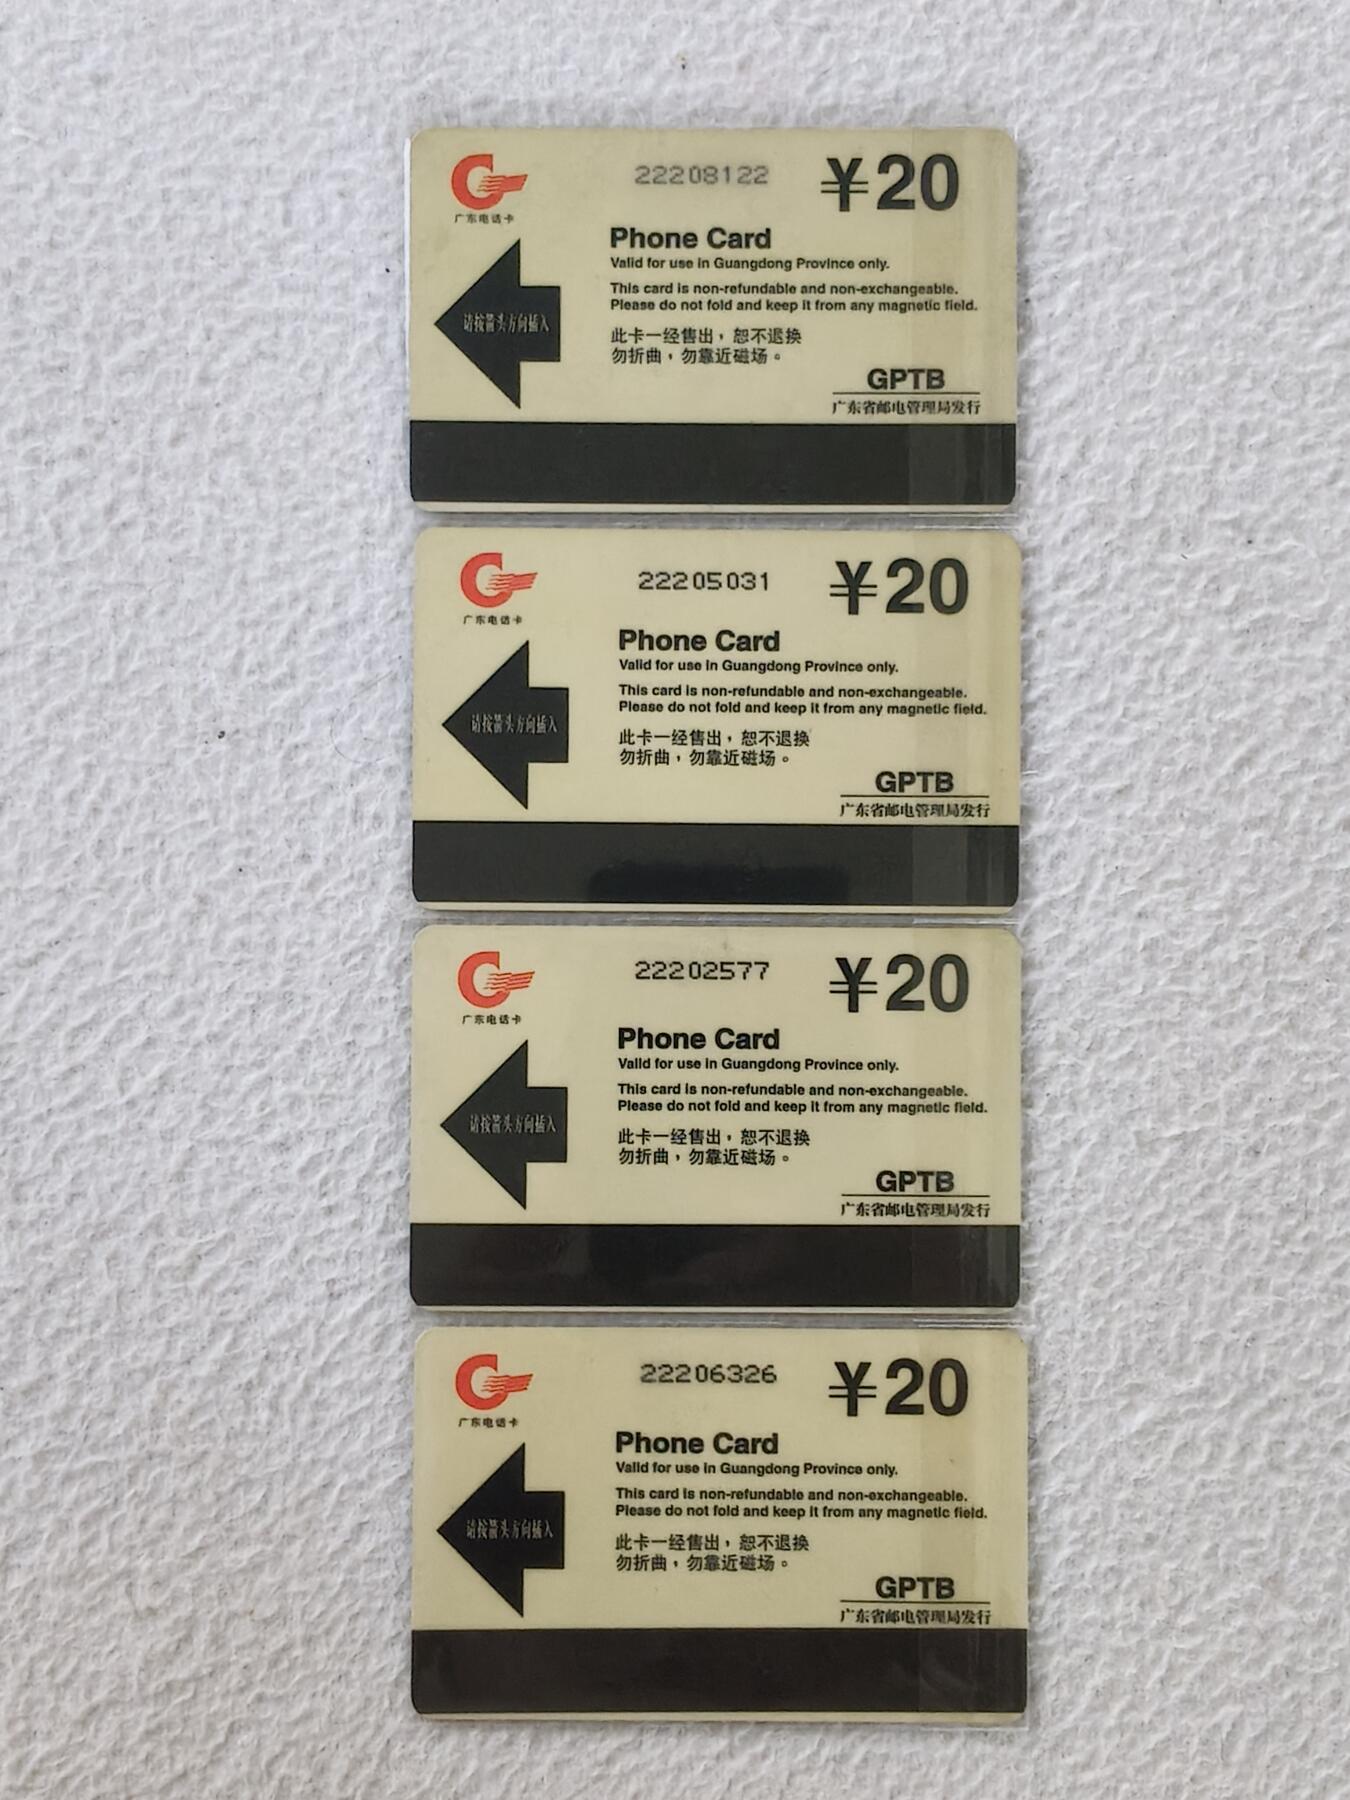 22208122
¥20
广东电话卡
Phone Card
Valid for use in Guangdong Province only.
This card is non-refundable and non-exchangeable.
Please do not fold and keep it from any magnetic field.
请按箭头方向插入
此卡一经售出，恕不退换
勿折曲，勿靠近磁场。
GPTB
广东省邮电管理局发行
22205031
¥20
广东电话卡
Phone Card
Valid for use in Guangdong Province only.
This card is non-refundable and non-exchangeable.
Please do not fold and keep it from any magnetic field.
请按箭头方向插入
此卡一经售出，恕不退换
勿折曲，勿靠近磁场。
GPTB
广东省邮电管理局发行
22202577
¥20
广东电话卡
Phone Card
Valid for use in Guangdong Province only.
This card is non-refundable and non-exchangeable.
Please do not fold and keep it from any magnetic field.
请按箭头方向插入
此卡一经售出，恕不退换
勿折曲，勿靠近磁场。
GPTB
广东省邮电管理局发行
22206326
¥20
广东电话卡
Phone Card
Valid for use in Guangdong Province only.
This card is non-refundable and non-exchangeable.
Please do not fold and keep it from any magnetic field.
请按箭头方向插入
此卡一经售出，恕不退换
勿折曲，勿靠近磁场。
GPTB
广东省邮电管理局发行